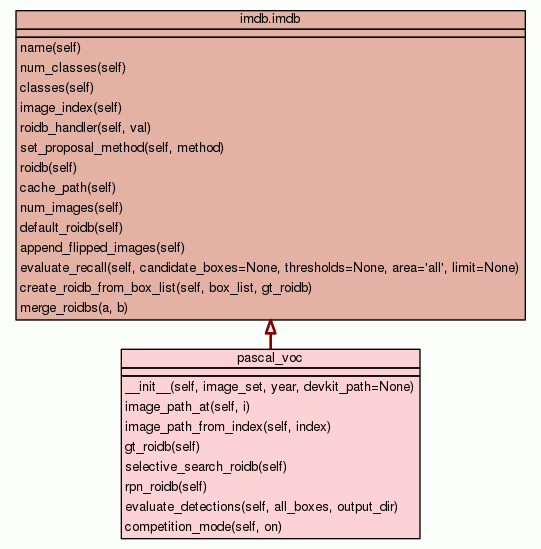 imdb.imdb
name(self)
num_classes(self)
classes(self)
image_index(self)
roidb_handler(self, val)
set_proposal_method(self, method)
roidb(self)
cache_path(self)
num_images(self)
default_roidb(self)
append_flipped_images(self)
evaluate_recall(self, candidate_boxes=None, thresholds=None, area='all', limit=None)
create_roidb_from_box_list(self, box_list, gt_roidb)
merge_roidbs(a, b)
pascal_voc
__init__(self, image_set, year, devkit_path=None)
image_path_at(self, i)
image_path_from_index(self, index)
gt_roidb(self)
selective_search_roidb(self)
rpn_roidb(self)
evaluate_detections(self, all_boxes, output_dir)
competition_mode(self, on)